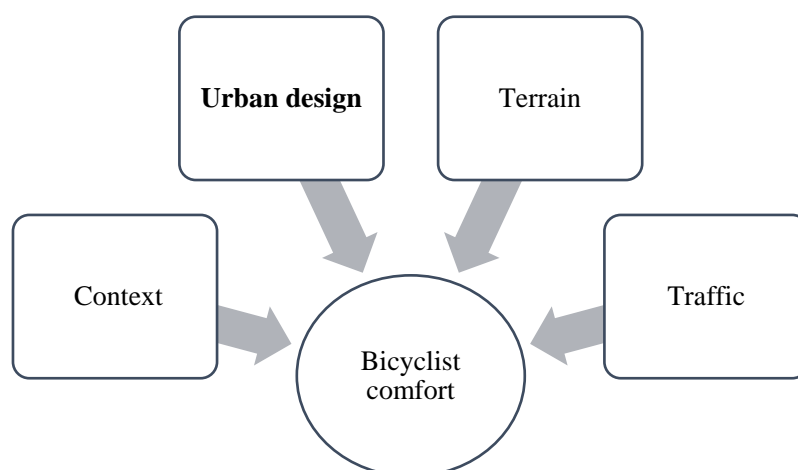 Urban design
Terrain
Context
Traffic
Bicyclist
comfort